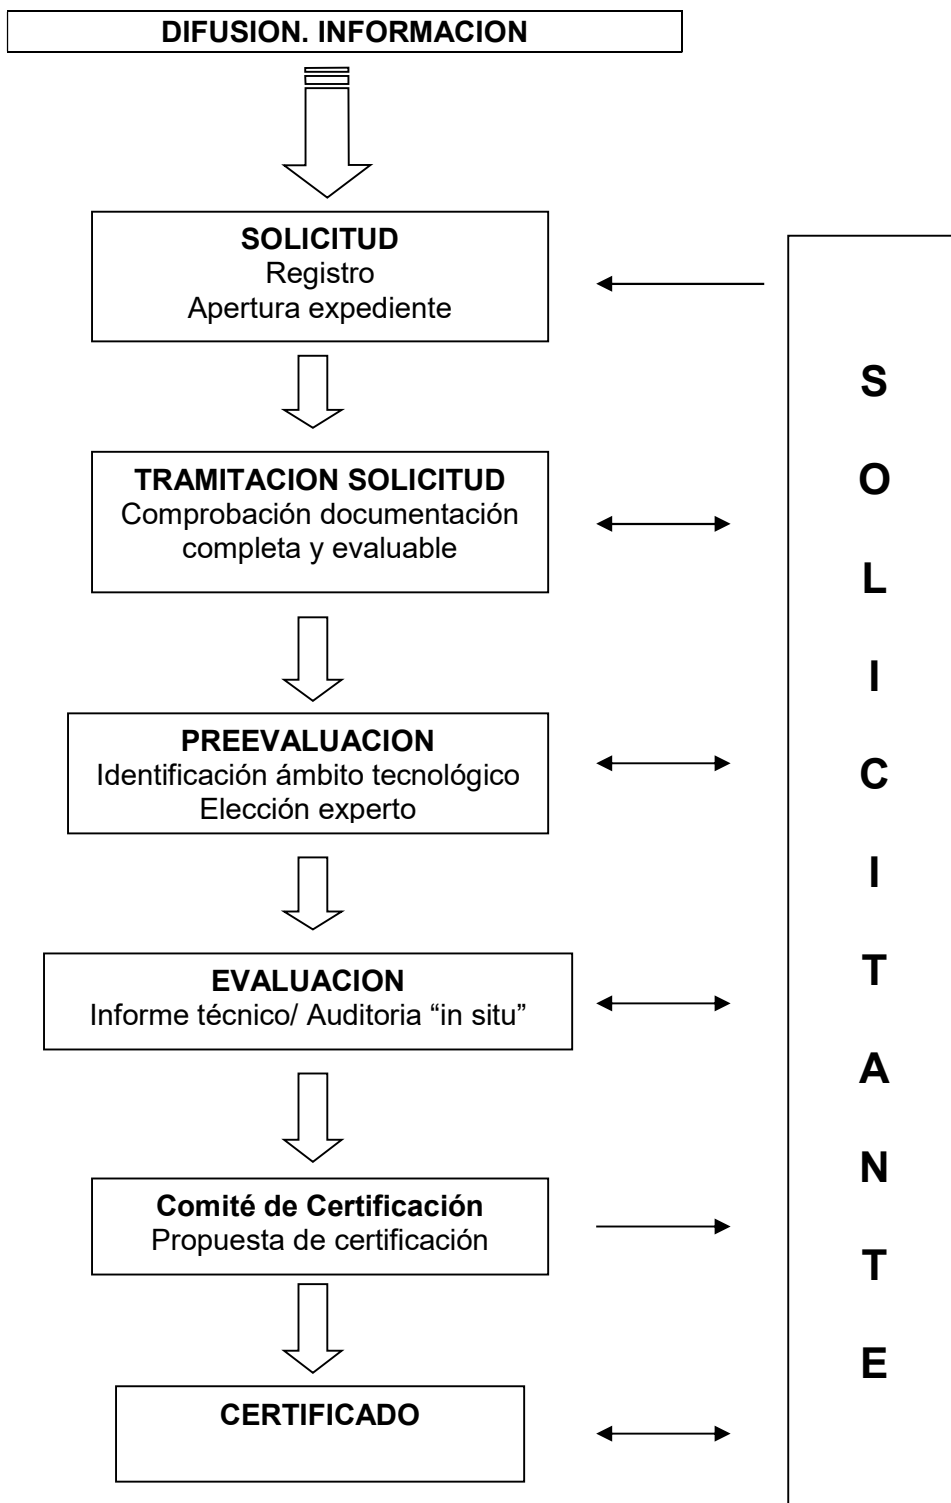 DIFUSION. INFORMACION
SOLICITUD
Registro
Apertura expediente
TRAMITACION SOLICITUD
Comprobación documentación
completa y evaluable
PREEVALUACION
Identificación ámbito tecnológico
Elección experto
EVALUACION
Informe técnico/ Auditoria “in situ”
Comité de Certificación
Propuesta de certificación
CERTIFICADO
S
O
L
I
C
I
T
A
N
T
E